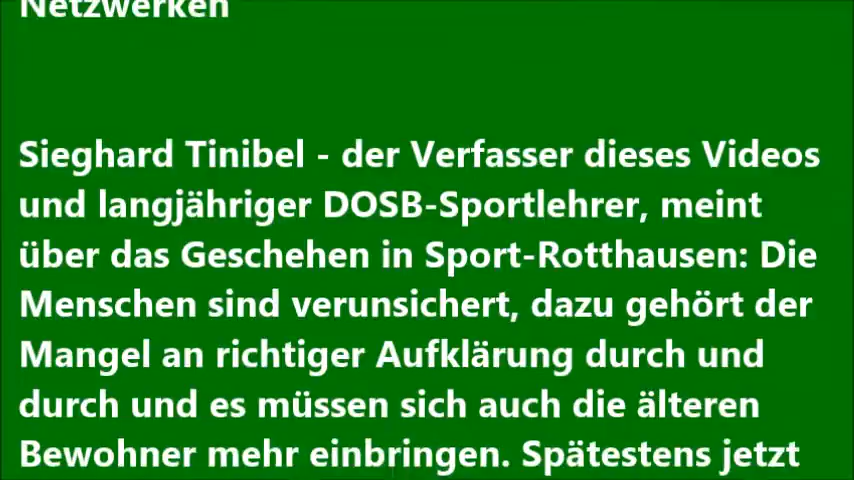 Netzwerken
Sieghard Tinibel - der Verfasser dieses Videos
und langjähriger DOSB-Sportlehrer, meint
über das Geschehen in Sport-Rotthausen: Die
Menschen sind verunsichert, dazu gehört der
Mangel an richtiger Aufklärung durch und
durch und es müssen sich auch die älteren
Bewohner mehr einbringen. Spätestens jetzt